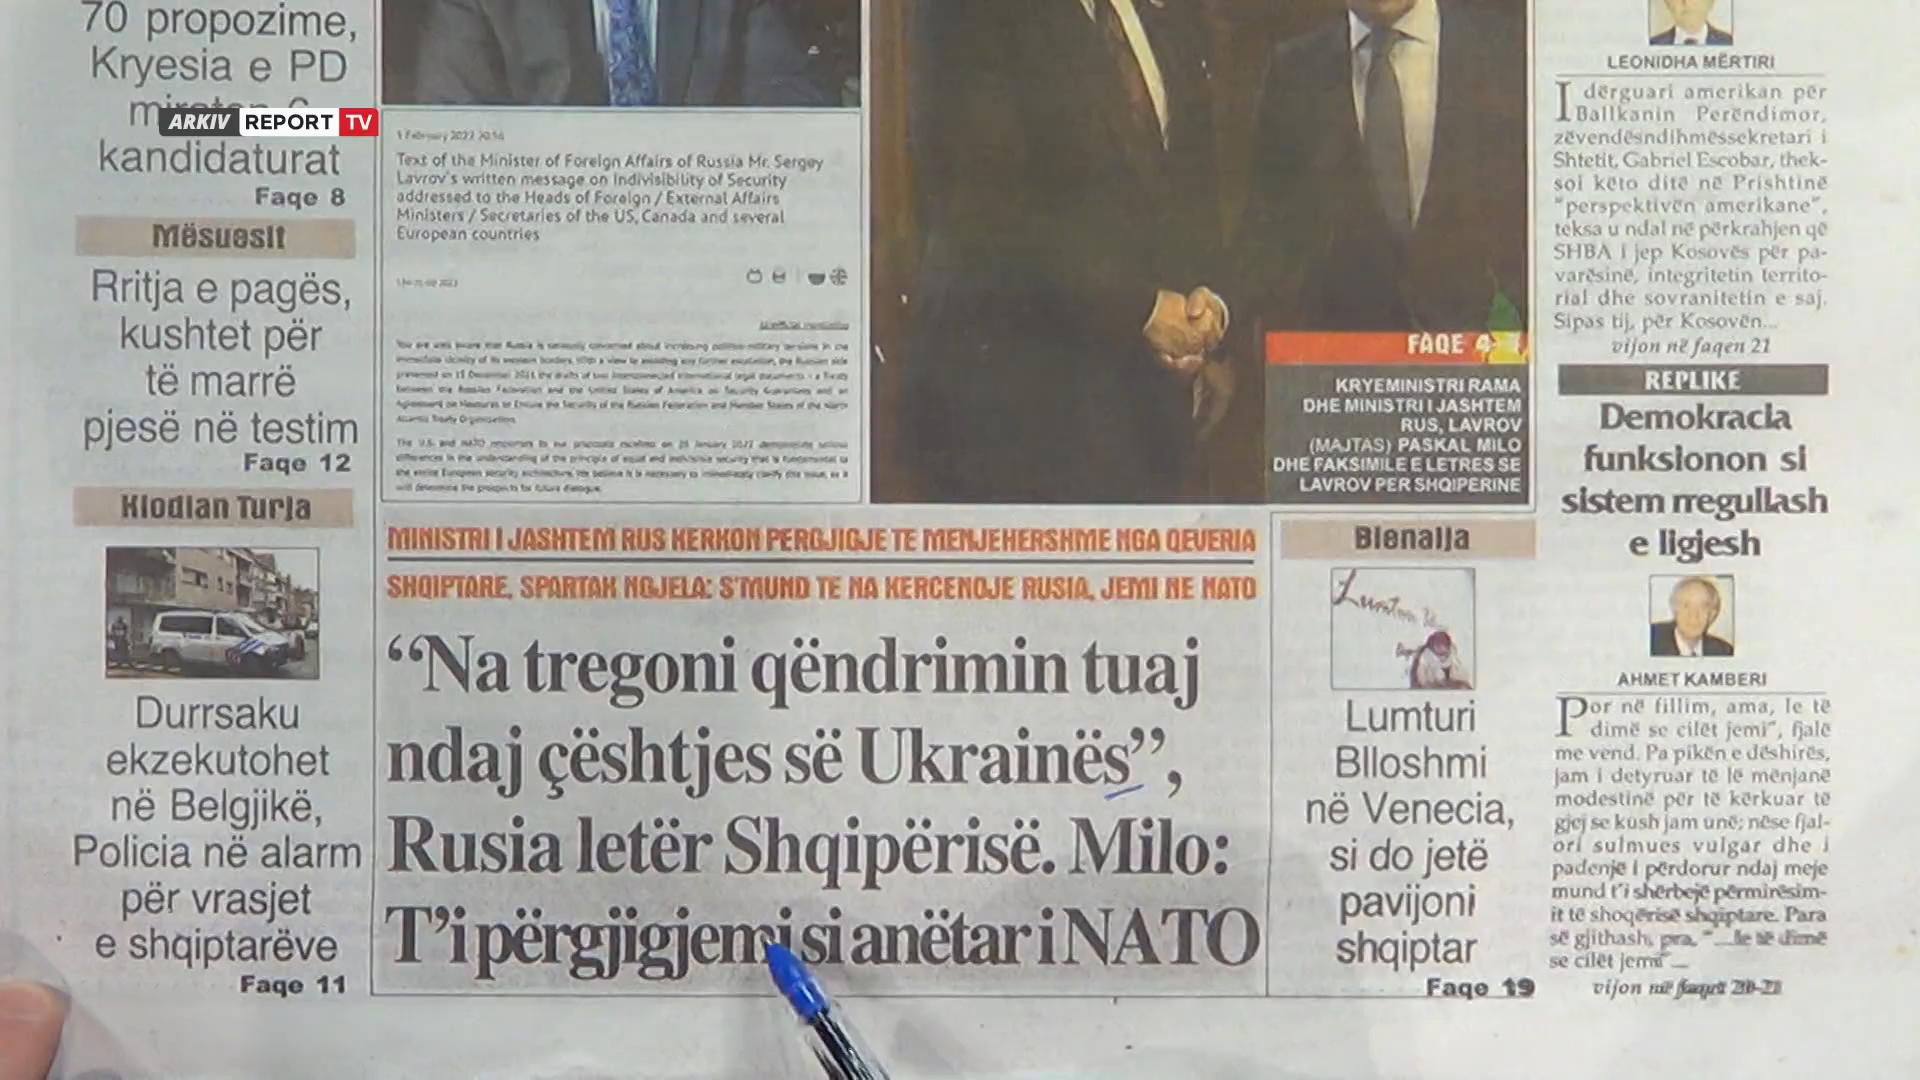 70 propozime,
Kryesia e PD
kandidaturat
Faqe 8
ARKIV REPORT TV
Mësuesit
Rritja e pagës,
kushtet për
të marrë
pjesë në testim
Faqe 12
Klodian Turja
Durrsaku
ekzekutohet
në Belgjikë,
Policia në alarm
për vrasjet
e shqiptarëve
Faqe 11
1 February 2022 20:56
Text of the Minister of Foreign Affairs of Russia Mr. Sergey
Lavrov's written message on Indivisibility of Security
addressed to the Heads of Foreign / External Affairs
Ministers / Secretaries of the US, Canada and several
European countries
FAQE 4-
KRYEMINISTRI RAMA
DHE MINISTRI I JASHTEM
RUS, LAVROV
(MAJTAS) PASKAL MILO
DHE FAKSIMILE E LETRES SE
LAVROV PER SHQIPERINE
MINISTRI I JASHTEM RUS KERKON PERGJIGJE TE MENJEHERSHME NGA QEVERIA
SHQIPTARE, SPARTAK NGJELA: S'MUND TE NA KERCENOJE RUSIA, JEMI NE NATO
“Na tregoni qëndrimin tuaj
ndaj çështjes së Ukrainës”,
Rusia letër Shqipërisë. Milo:
T’i përgjigjemi si anëtar i NATO
Bienalja
Lumturi
Blloshmi
në Venecia,
si do jetë
pavijoni
shqiptar
Faqe 19
LEONIDHA MËRTIRI
I dërguari amerikan për
Ballkanin Perëndimor,
zëvendësndihmëssekretari i
Shtetit, Gabriel Escobar, thek-
soi këto ditë në Prishtinë
“perspektivën amerikane”,
teksa u ndal në përkrahjen që
SHBA i jep Kosovës për pa-
varësinë, integritetin territo-
rial dhe sovranitetin e saj.
Sipas tij, për Kosovën...
vijon në faqen 21
REPLIKE
Demokracia
funksionon si
sistem rregullash
e ligjesh
AHMET KAMBERI
Por në fillim, ama, le të
dimë se cilët jemi”, fjalë
me vend. Pa pikën e dëshirës,
jam i detyruar të lë mënjanë
modestinë për të kërkuar të
gjej se kush jam unë; nëse fjal-
ori sulmues vulgar dhe i
padenjë i përdorur ndaj meje
mund t’i shërbejë përmirësim-
it të shoqërisë shqiptare. Para
së gjithash, pra, “...le të dimë
se cilët jemi”...
vijon në faqet 20-21